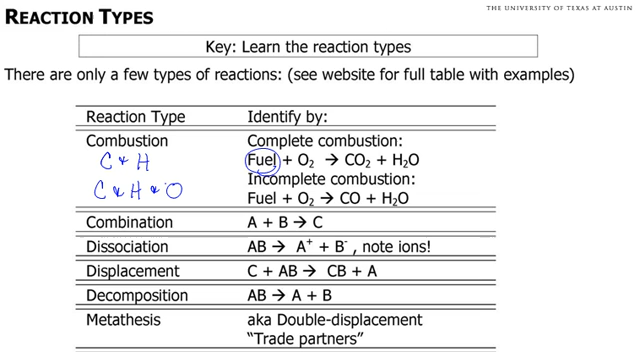 REACTION TYPES
THE UNIVERSITY OF TEXAS AT AUSTIN
Key: Learn the reaction types
There are only a few types of reactions: (see website for full table with examples)
Reaction Type Identify by:
Combustion Complete combustion:
C & H Fuel + O₂ → CO₂ + H₂O
Incomplete combustion:
C & H & O Fuel + O₂ → CO + H₂O
Combination A + B → C
Dissociation AB → A⁺ + B⁻ , note ions!
Displacement C + AB → CB + A
Decomposition AB → A + B
Metathesis aka Double-displacement
"Trade partners"